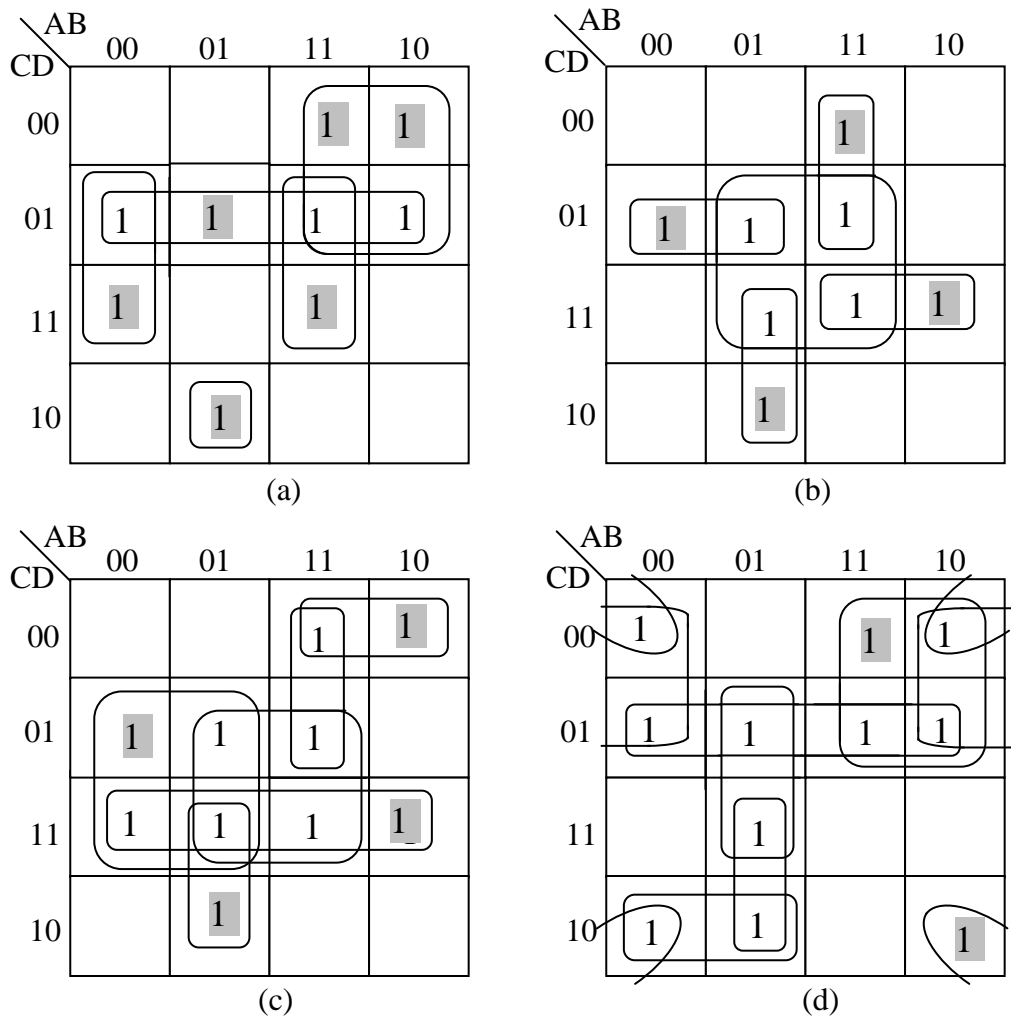 AB AB
00 01 11 10 00 01 11 10
CD CD
00 1 1 00 1
01 1 1 1 1 01 1 1 1
11 1 1 11 1 1 1
10 1 10 1
(a) (b)
AB AB
00 01 11 10 00 01 11 10
CD CD
00 1 1 00 1 1 1
01 1 1 1 01 1 1 1 1
11 1 1 1 1 11 1
10 1 10 1 1 1
(c) (d)